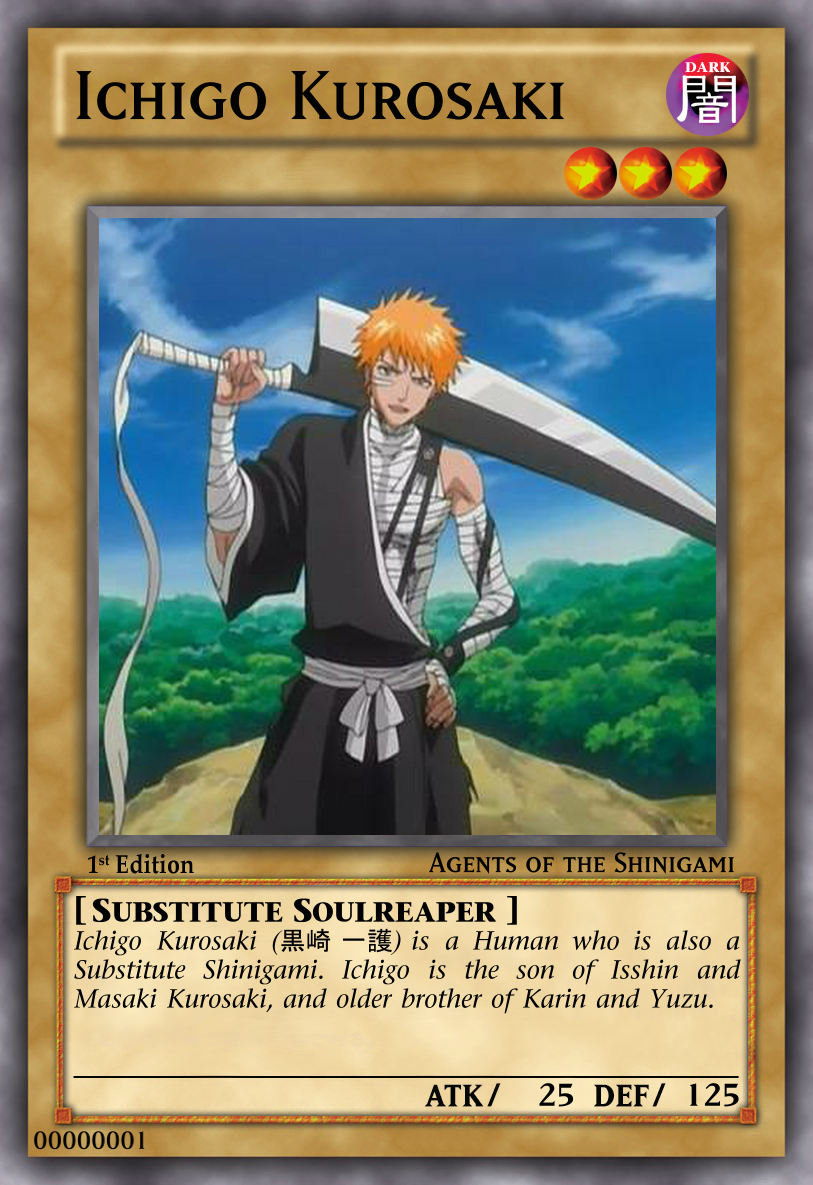 Ichigo Kurosaki
DARK
闇
1st Edition
Agents of the Shinigami
[ Substitute Soulreaper ]
Ichigo Kurosaki (黒崎 一護) is a Human who is also a
Substitute Shinigami. Ichigo is the son of Isshin and
Masaki Kurosaki, and older brother of Karin and Yuzu.
ATK/ 25 DEF/ 125
00000001